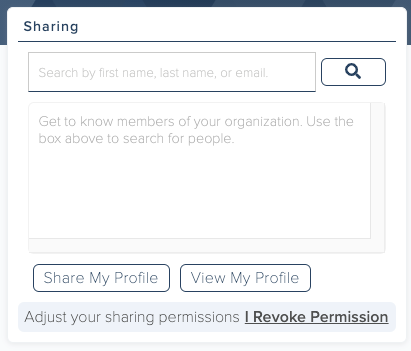 Sharing
Search by first name, last name, or email.
Get to know members of your organization. Use the
box above to search for people.
Share My Profile View My Profile
Adjust your sharing permissions I Revoke Permission